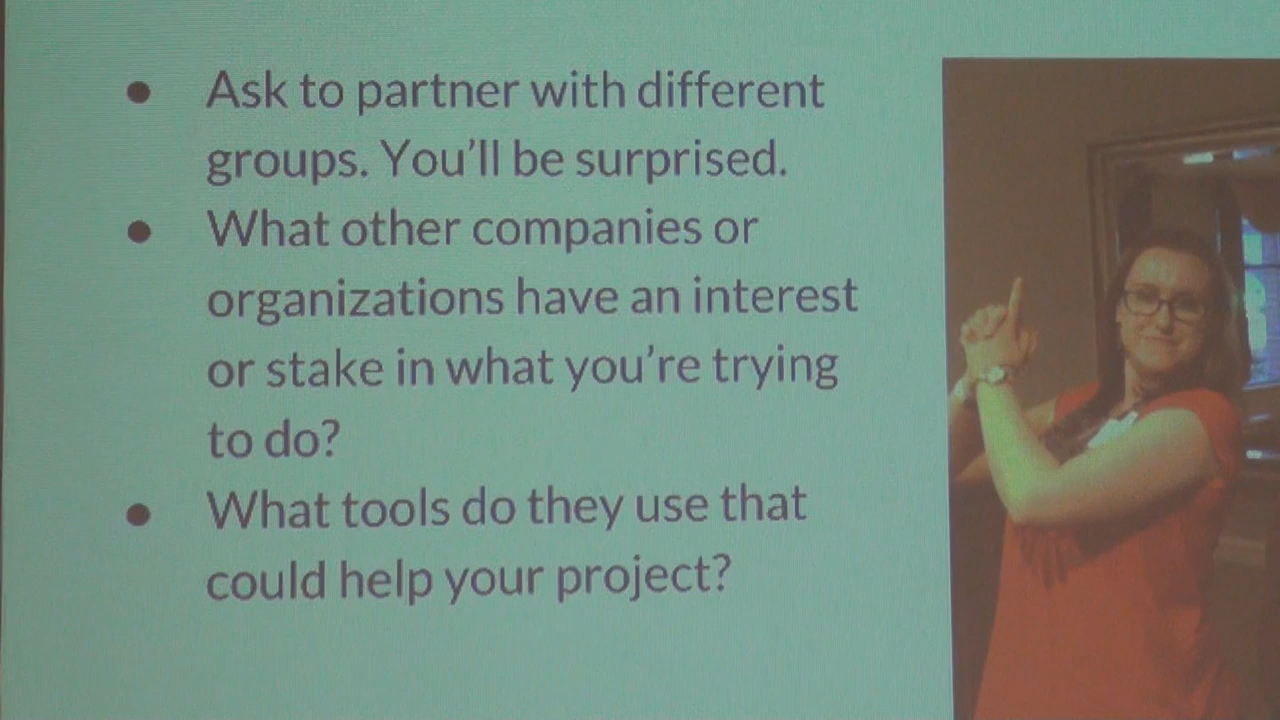 ● Ask to partner with different
groups. You'll be surprised.
● What other companies or
organizations have an interest
or stake in what you're trying
to do?
● What tools do they use that
could help your project?